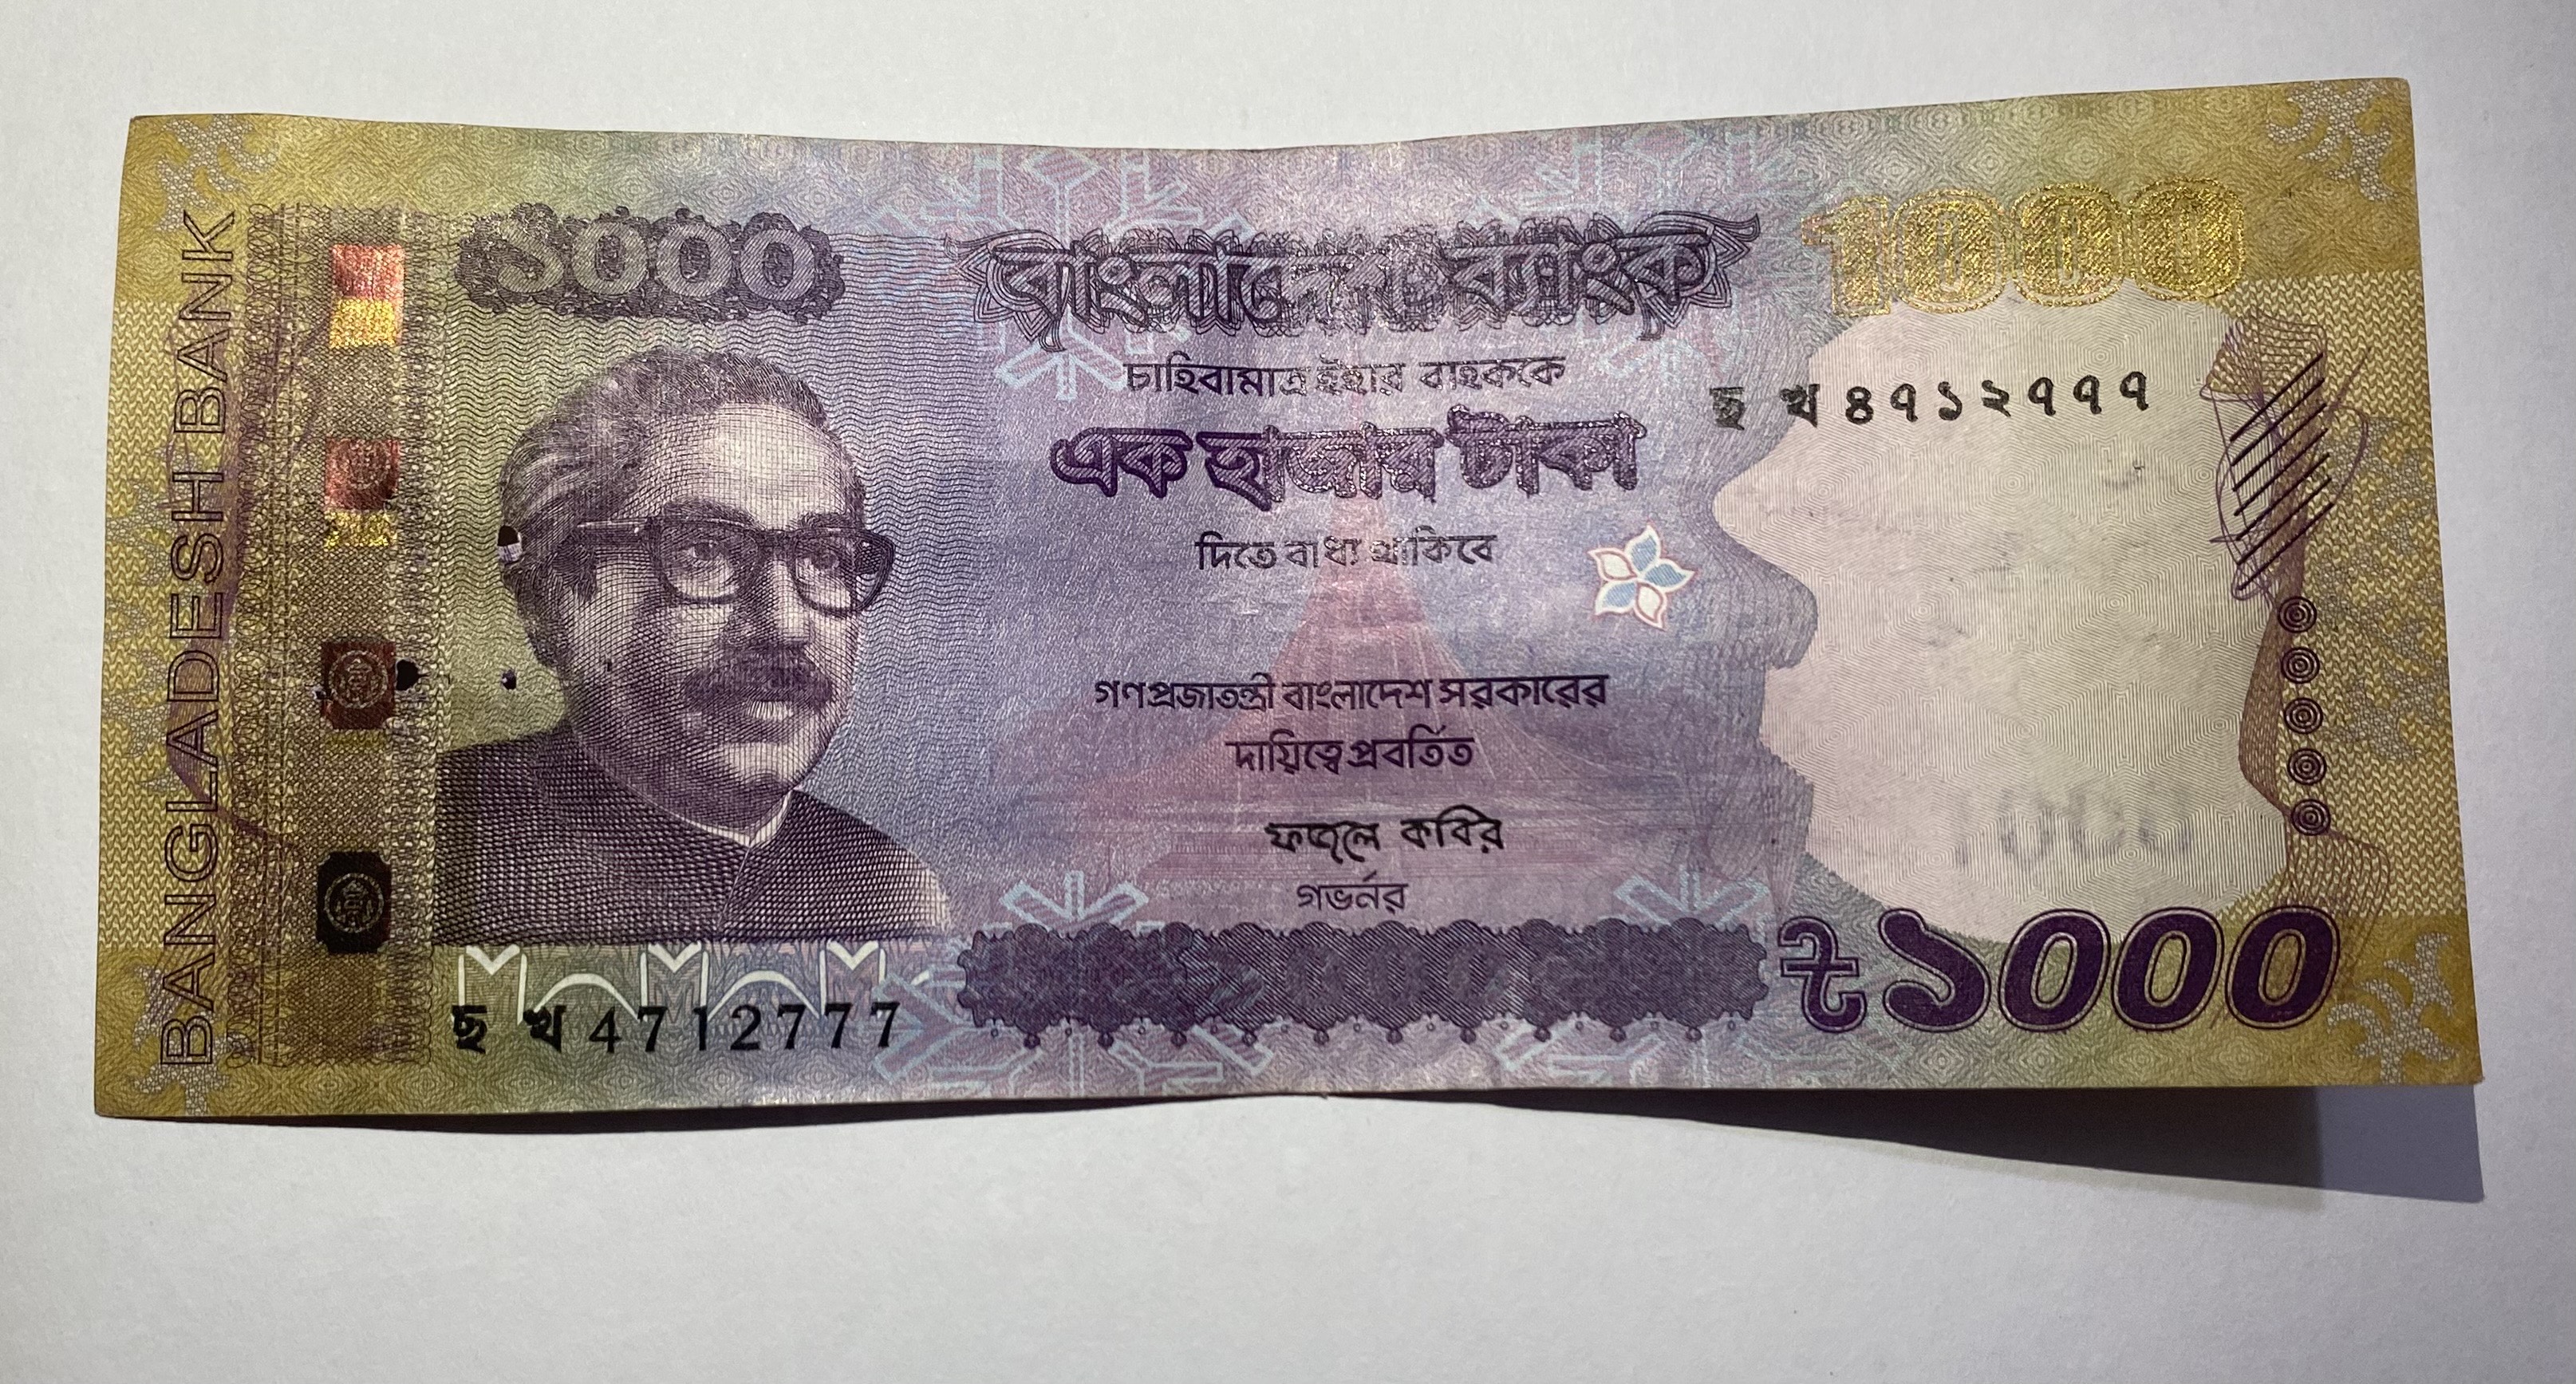 BANGLADESH BANK
১০০০
বাংলাদেশ ব্যাংক
1000
চাহিবামাত্র ইহার বাহককে
ছ খ ৪৭১২৭৭৭
এক হাজার টাকা
দিতে বাধ্য থাকিবে
গণপ্রজাতন্ত্রী বাংলাদেশ সরকারের
দায়িত্বে প্রবর্তিত
1000
ফজলে কবির
গভর্নর
৳১০০০
ছ খ 4712777